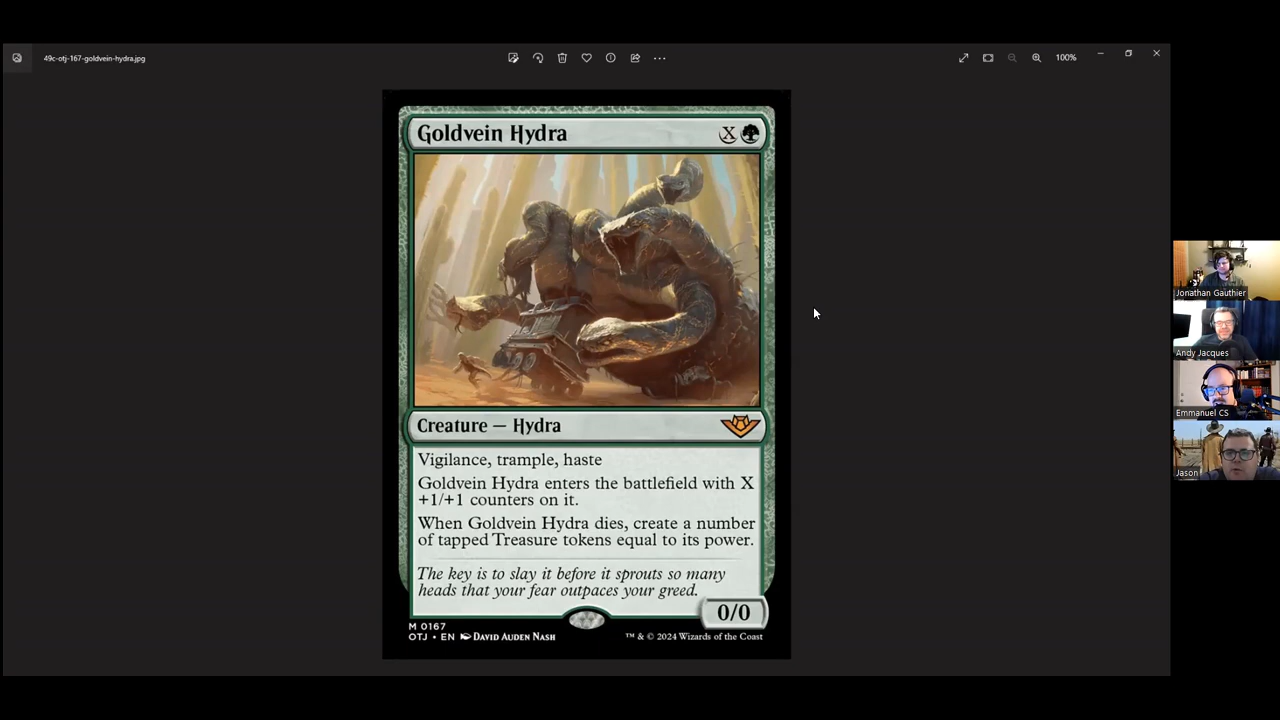 49c-otj-167-goldvein-hydra.jpg
100%
Goldvein Hydra
X
Creature — Hydra
Vigilance, trample, haste
Goldvein Hydra enters the battlefield with X
+1/+1 counters on it.
When Goldvein Hydra dies, create a number
of tapped Treasure tokens equal to its power.
The key is to slay it before it sprouts so many
heads that your fear outpaces your greed.
0/0
M 0167
OTJ • EN DAVID AUDEN NASH
™ & © 2024 Wizards of the Coast
Jonathan Gauthier
Andy Jacques
Emmanuel CS
Jason